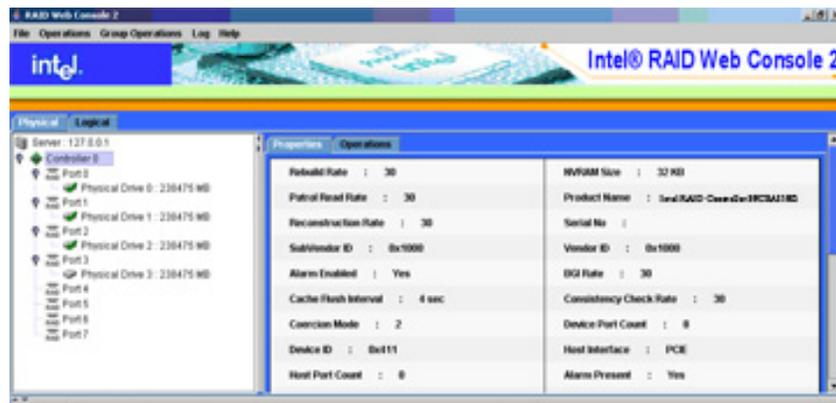 RAID Web Console 2
File Operations Group Operations Log Help
intel.
Intel® RAID Web Console 2
Physical Logical
Server : 127.0.0.1
Controller 0
Port 0
Physical Drive 0 : 238475 MB
Port 1
Physical Drive 1 : 238475 MB
Port 2
Physical Drive 2 : 238475 MB
Port 3
Physical Drive 3 : 238475 MB
Port 4
Port 5
Port 6
Port 7
Properties Operations
Rebuild Rate : 30
Patrol Read Rate : 30
Reconstruction Rate : 30
SubVendor ID : 0x1000
Alarm Enabled : Yes
Cache Flush Interval : 4 sec
Coercion Mode : 2
Device ID : 0x411
Host Port Count : 0
NVRAM Size : 32 KB
Product Name : Intel RAID Controller
Serial No :
Vendor ID : 0x1000
BGI Rate : 30
Consistency Check Rate : 30
Device Port Count : 8
Host Interface : PCIE
Alarm Present : Yes